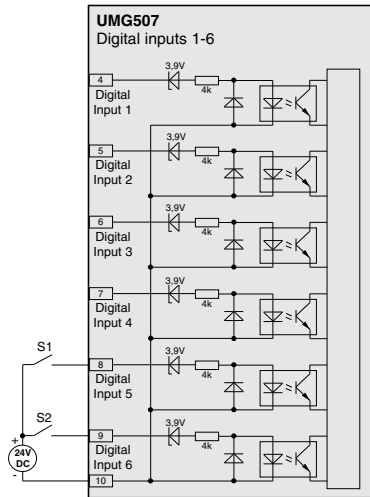 UMG507
Digital inputs 1-6
3,9V
4
4k
Digital
Input 1
3,9V
5
4k
Digital
Input 2
3,9V
6
4k
Digital
Input 3
3,9V
7
4k
Digital
Input 4
3,9V
S1
8
4k
Digital
Input 5
3,9V
S2
9
4k
Digital
Input 6
+
24V
DC
-
10